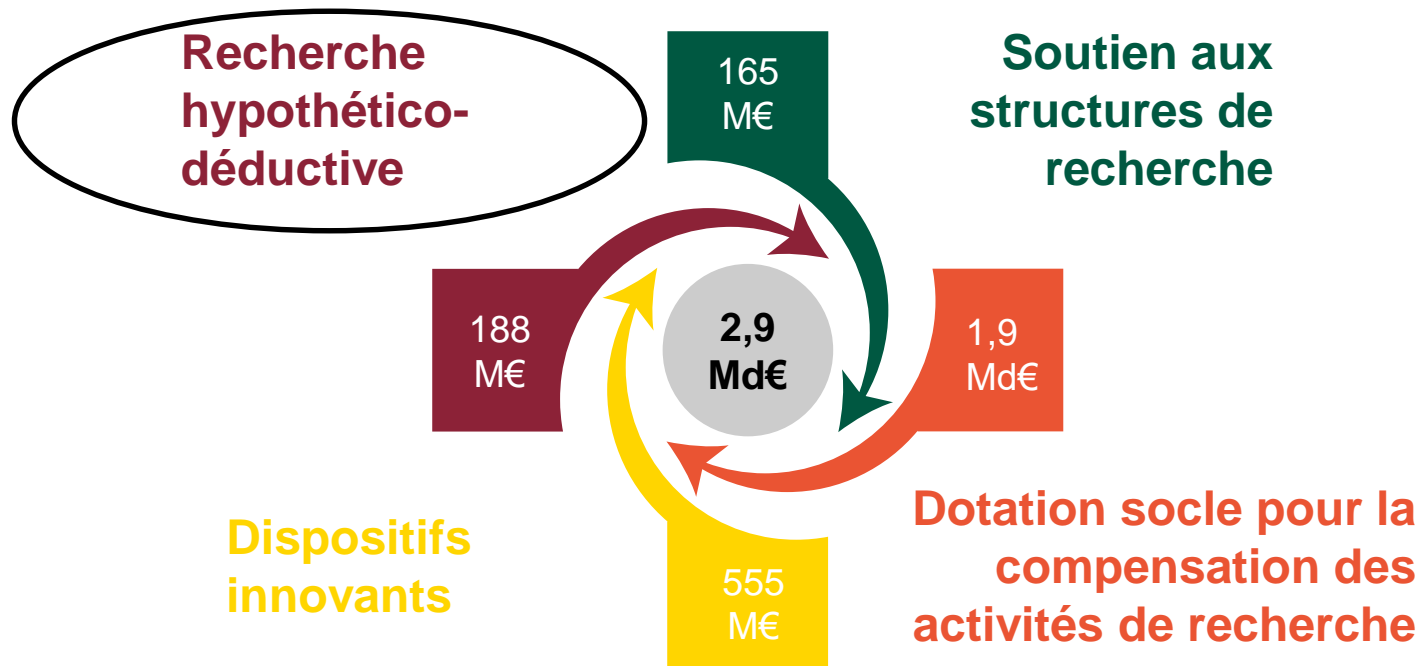 Recherche
hypothético-
déductive
165
M€
Soutien aux
structures de
recherche
188
M€
2,9
Md€
1,9
Md€
Dispositifs
innovants
555
M€
Dotation socle pour la
compensation des
activités de recherche